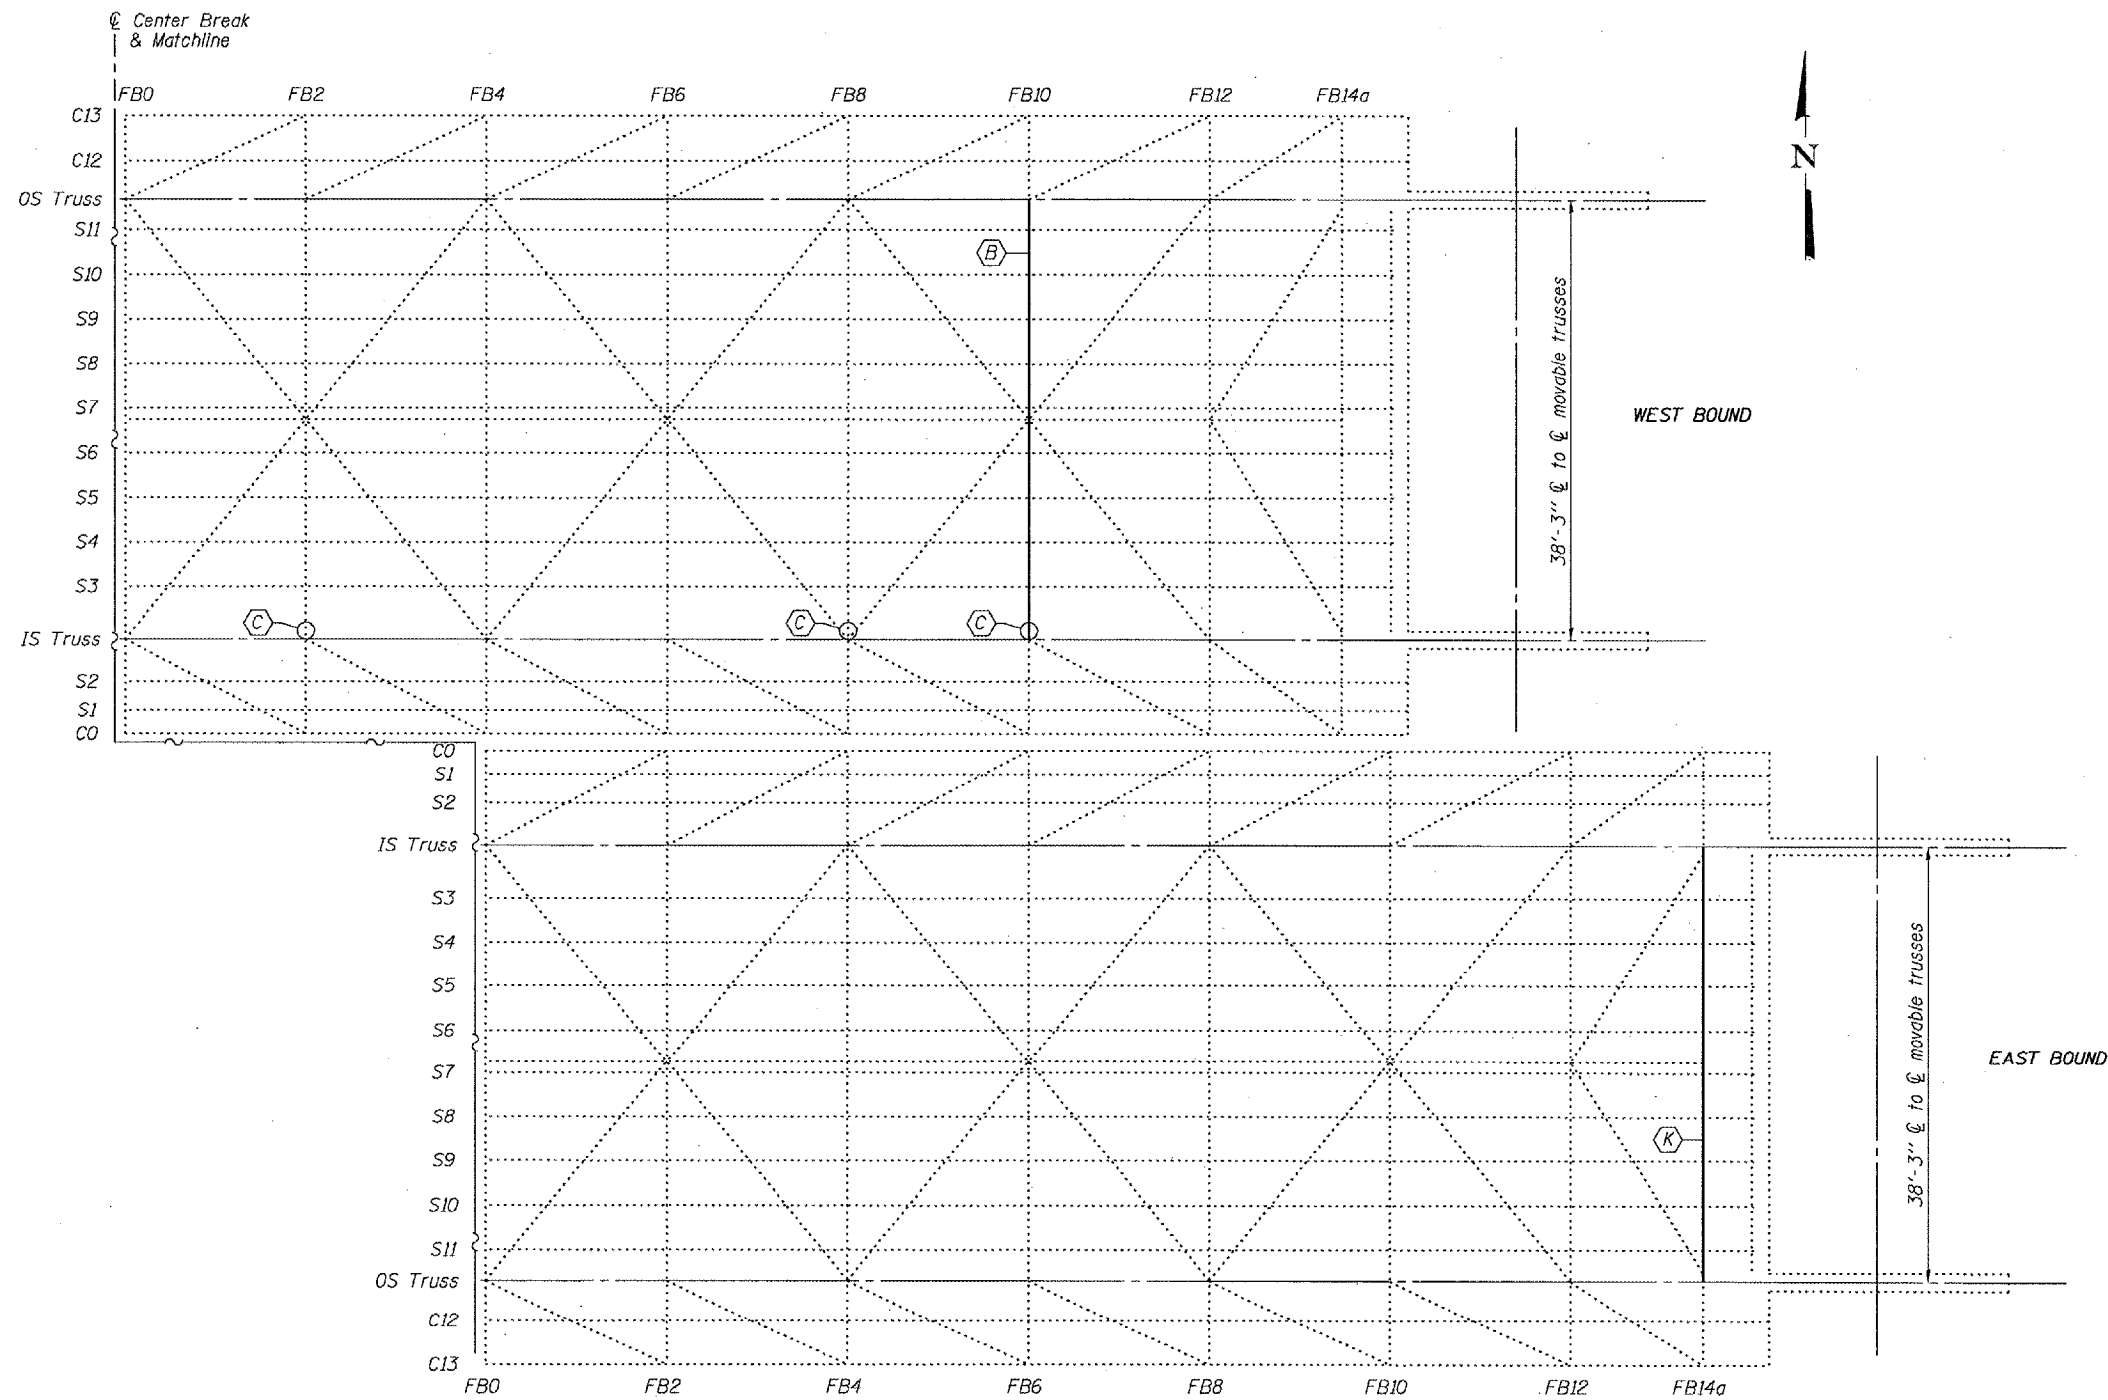 ℄ Center Break
& Matchline
FB0 FB2 FB4 FB6 FB8 FB10 FB12 FB14a
C13
C12
OS Truss
S11
S10
S9
S8
S7
S6
S5
S4
S3
IS Truss
S2
S1
C0
B
C
C
C
38'-3" ℄ to ℄ movable trusses
WEST BOUND
N
C0
S1
S2
IS Truss
S3
S4
S5
S6
S7
S8
S9
S10
S11
OS Truss
C12
C13
K
38'-3" ℄ to ℄ movable trusses
EAST BOUND
FB0 FB2 FB4 FB6 FB8 FB10 FB12 FB14a